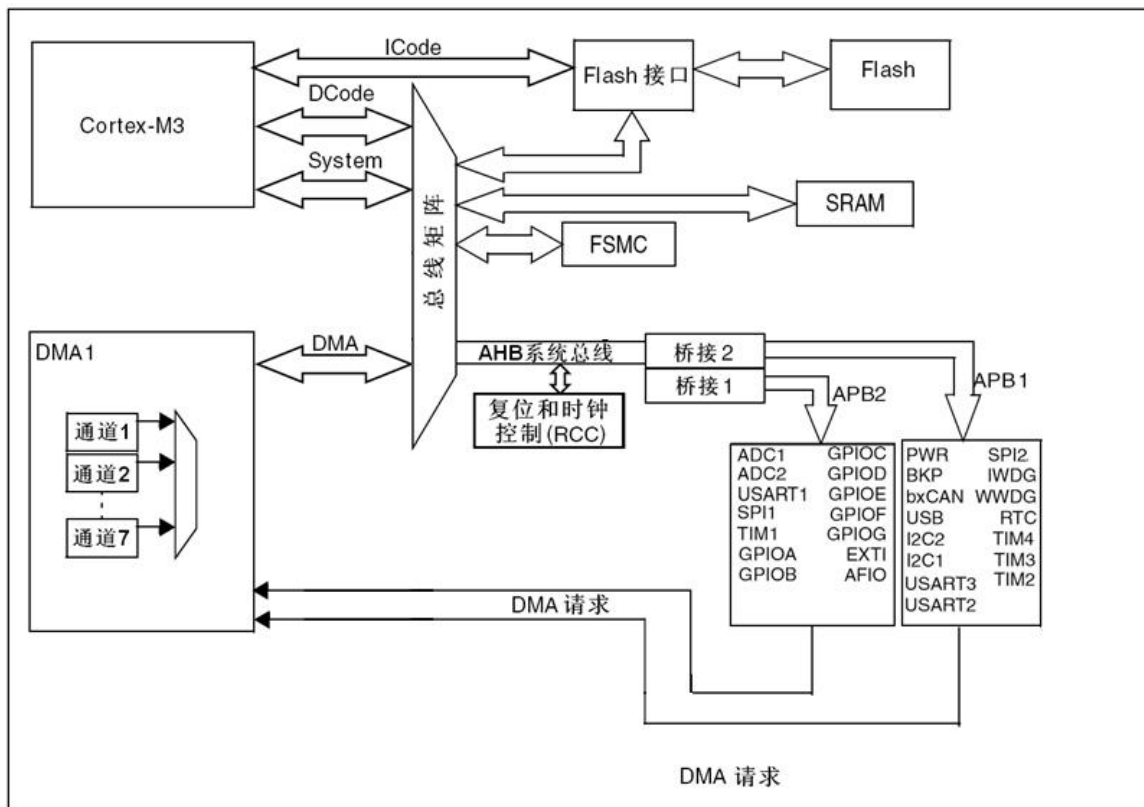 ICode
DCode
System
Cortex-M3
Flash 接口
Flash
SRAM
FSMC
总线矩阵
DMA1
DMA
通道1
通道2
通道7
AHB系统总线
复位和时钟
控制(RCC)
桥接 2
桥接 1
APB2
APB1
ADC1 GPIOC
ADC2 GPIOD
USART1 GPIOE
SPI1 GPIOF
TIM1 GPIOG
GPIOA EXTI
GPIOB AFIO
PWR SPI2
BKP IWDG
bxCAN WWDG
USB RTC
I2C2 TIM4
I2C1 TIM3
USART3 TIM2
USART2
DMA 请求
DMA 请求